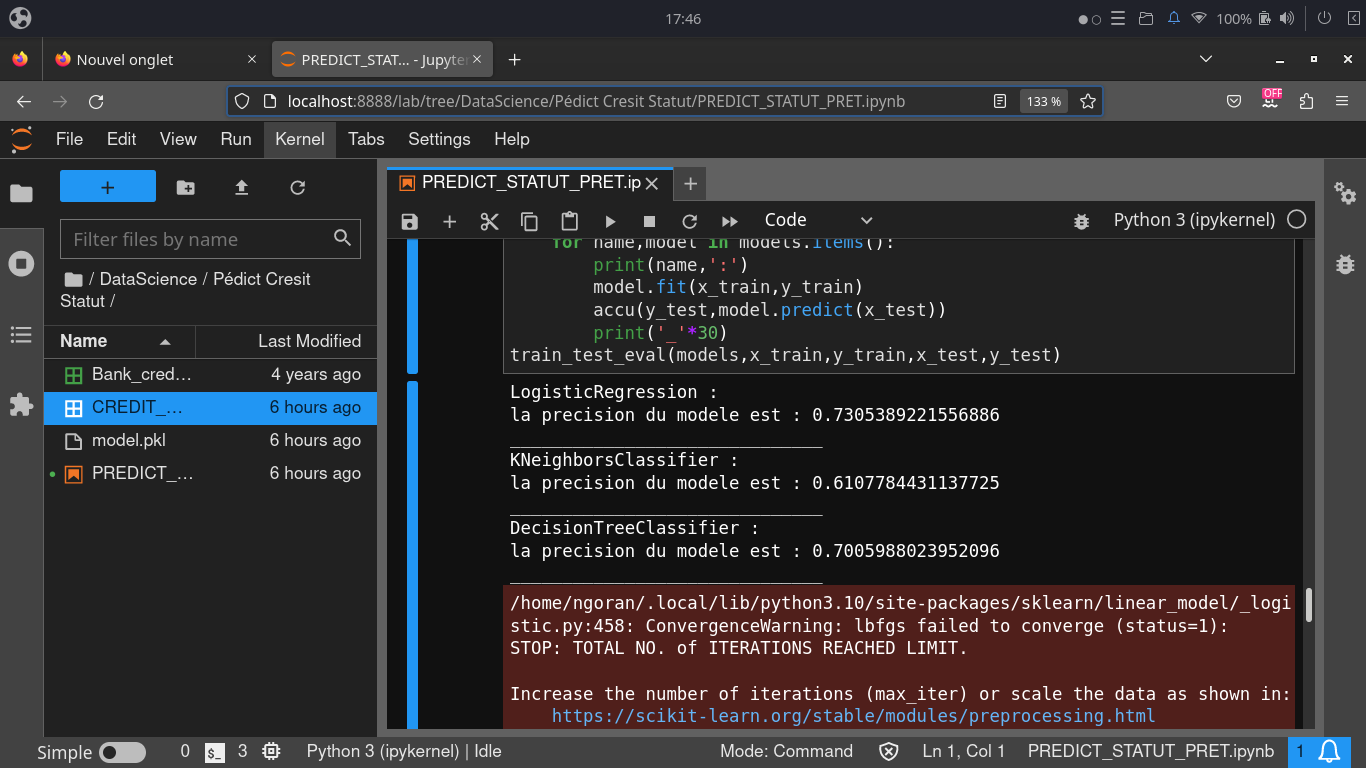 17:46
100%
Nouvel onglet
PREDICT_STAT... - Jupyte
localhost:8888/lab/tree/DataScience/Pédict Cresit Statut/PREDICT_STATUT_PRET.ipynb
133 %
OFF
File Edit View Run Kernel Tabs Settings Help
Filter files by name
/ DataScience / Pédict Cresit
Statut /
Name Last Modified
Bank_cred... 4 years ago
CREDIT_... 6 hours ago
model.pkl 6 hours ago
PREDICT_... 6 hours ago
PREDICT_STATUT_PRET.ip
Code
Python 3 (ipykernel)
for name,model in models.items():
print(name,':')
model.fit(x_train,y_train)
accu(y_test,model.predict(x_test))
print('_'*30)
train_test_eval(models,x_train,y_train,x_test,y_test)
LogisticRegression :
la precision du modele est : 0.7305389221556886
______________________________
KNeighborsClassifier :
la precision du modele est : 0.6107784431137725
______________________________
DecisionTreeClassifier :
la precision du modele est : 0.7005988023952096
______________________________
/home/ngoran/.local/lib/python3.10/site-packages/sklearn/linear_model/_logi
stic.py:458: ConvergenceWarning: lbfgs failed to converge (status=1):
STOP: TOTAL NO. of ITERATIONS REACHED LIMIT.
Increase the number of iterations (max_iter) or scale the data as shown in:
https://scikit-learn.org/stable/modules/preprocessing.html
Simple 0 $_ 3 Python 3 (ipykernel) | Idle Mode: Command Ln 1, Col 1 PREDICT_STATUT_PRET.ipynb 1